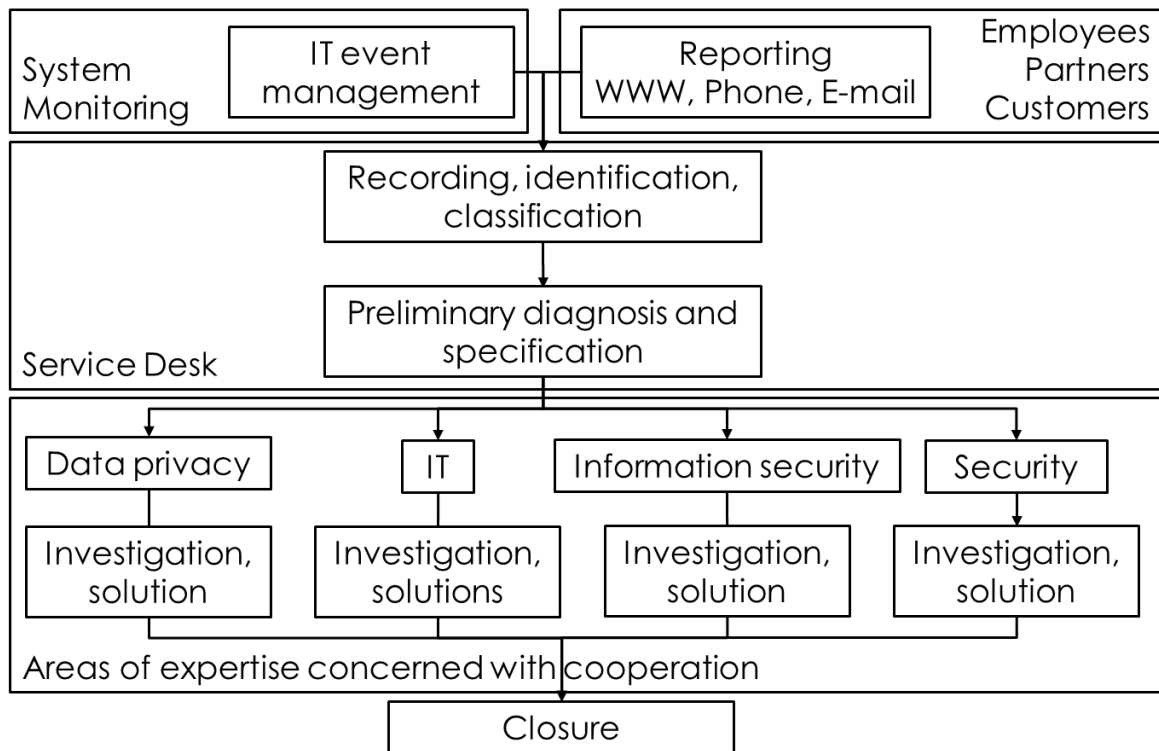 System
Monitoring
IT event
management
Reporting
WWW, Phone, E-mail
Employees
Partners
Customers
Recording, identification,
classification
Preliminary diagnosis and
specification
Service Desk
Data privacy
IT
Information security
Security
Investigation,
solution
Investigation,
solutions
Investigation,
solution
Investigation,
solution
Areas of expertise concerned with cooperation
Closure